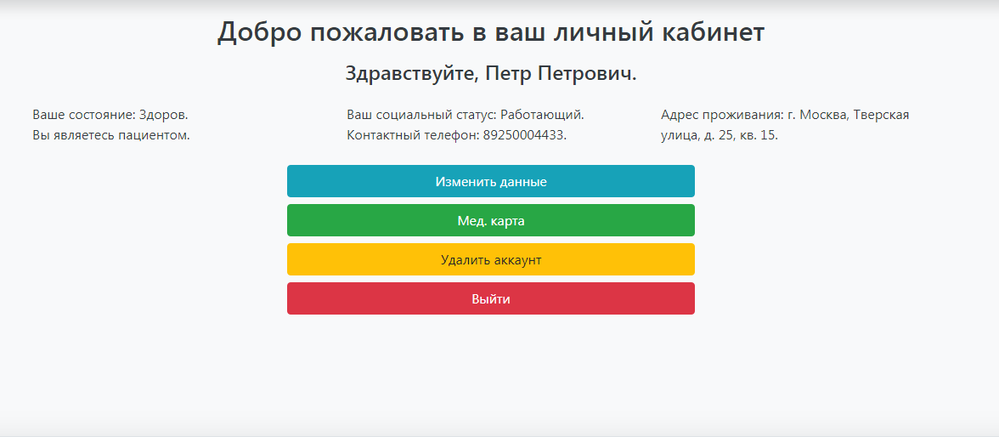 Добро пожаловать в ваш личный кабинет
Здравствуйте, Петр Петрович.
Ваше состояние: Здоров.
Вы являетесь пациентом.
Ваш социальный статус: Работающий.
Контактный телефон: 89250004433.
Адрес проживания: г. Москва, Тверская
улица, д. 25, кв. 15.
Изменить данные
Мед. карта
Удалить аккаунт
Выйти